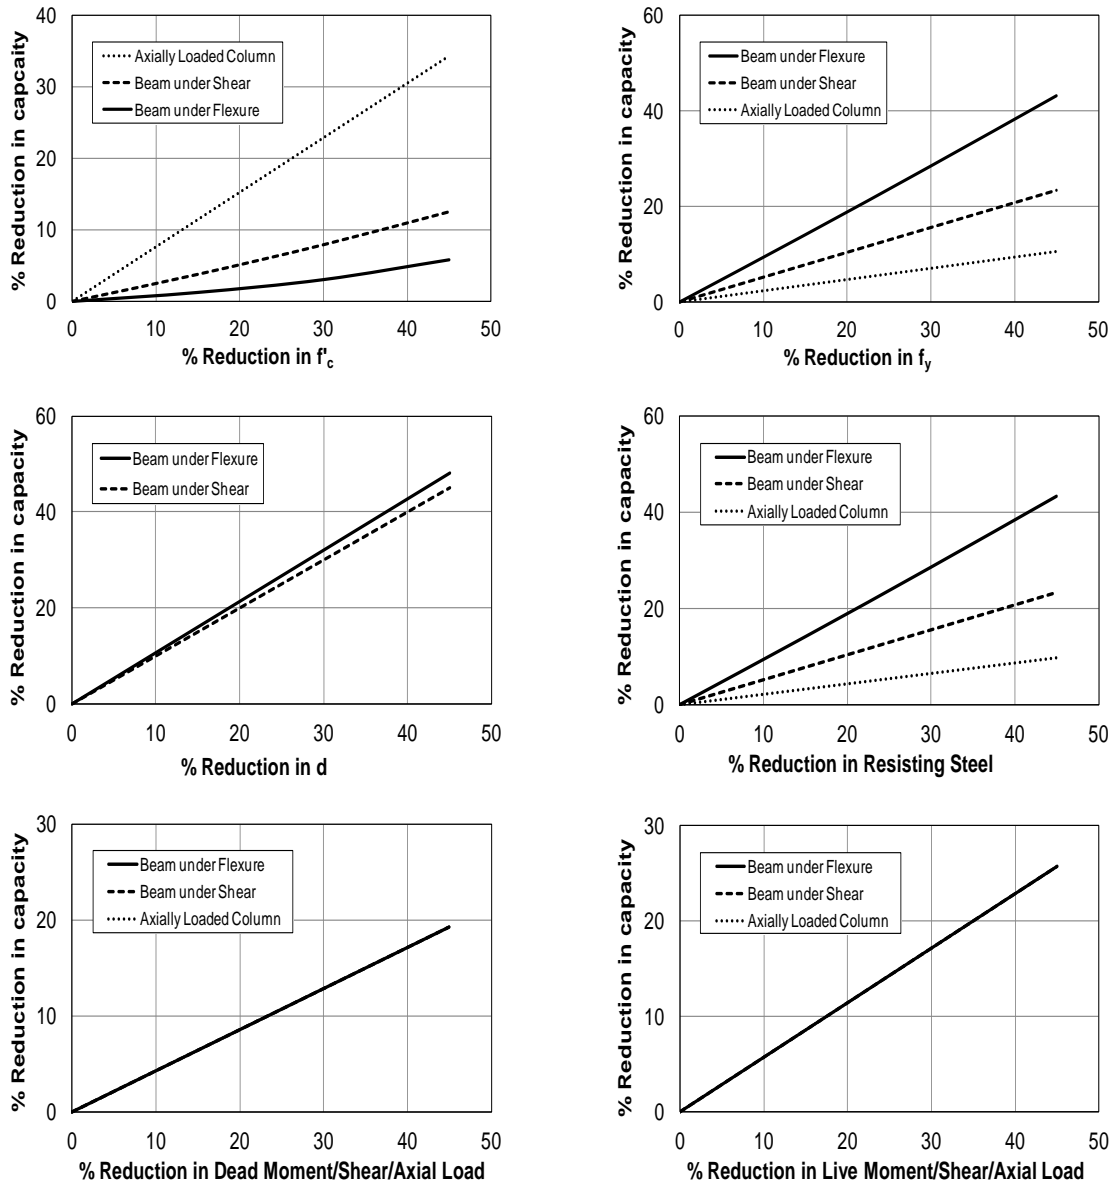 % Reduction in capcaity
40
30
20
10
0
Axially Loaded Column
Beam under Shear
Beam under Flexure
0 10 20 30 40 50
% Reduction in f'c
% Reduction in capacity
60
40
20
0
Beam under Flexure
Beam under Shear
Axially Loaded Column
0 10 20 30 40 50
% Reduction in fy
% Reduction in capacity
60
40
20
0
Beam under Flexure
Beam under Shear
0 10 20 30 40 50
% Reduction in d
% Reduction in capacity
60
40
20
0
Beam under Flexure
Beam under Shear
Axially Loaded Column
0 10 20 30 40 50
% Reduction in Resisting Steel
% Reduction in capacity
30
20
10
0
Beam under Flexure
Beam under Shear
Axially Loaded Column
0 10 20 30 40 50
% Reduction in Dead Moment/Shear/Axial Load
% Reduction in capacity
30
20
10
0
Beam under Flexure
Beam under Shear
Axially Loaded Column
0 10 20 30 40 50
% Reduction in Live Moment/Shear/Axial Load